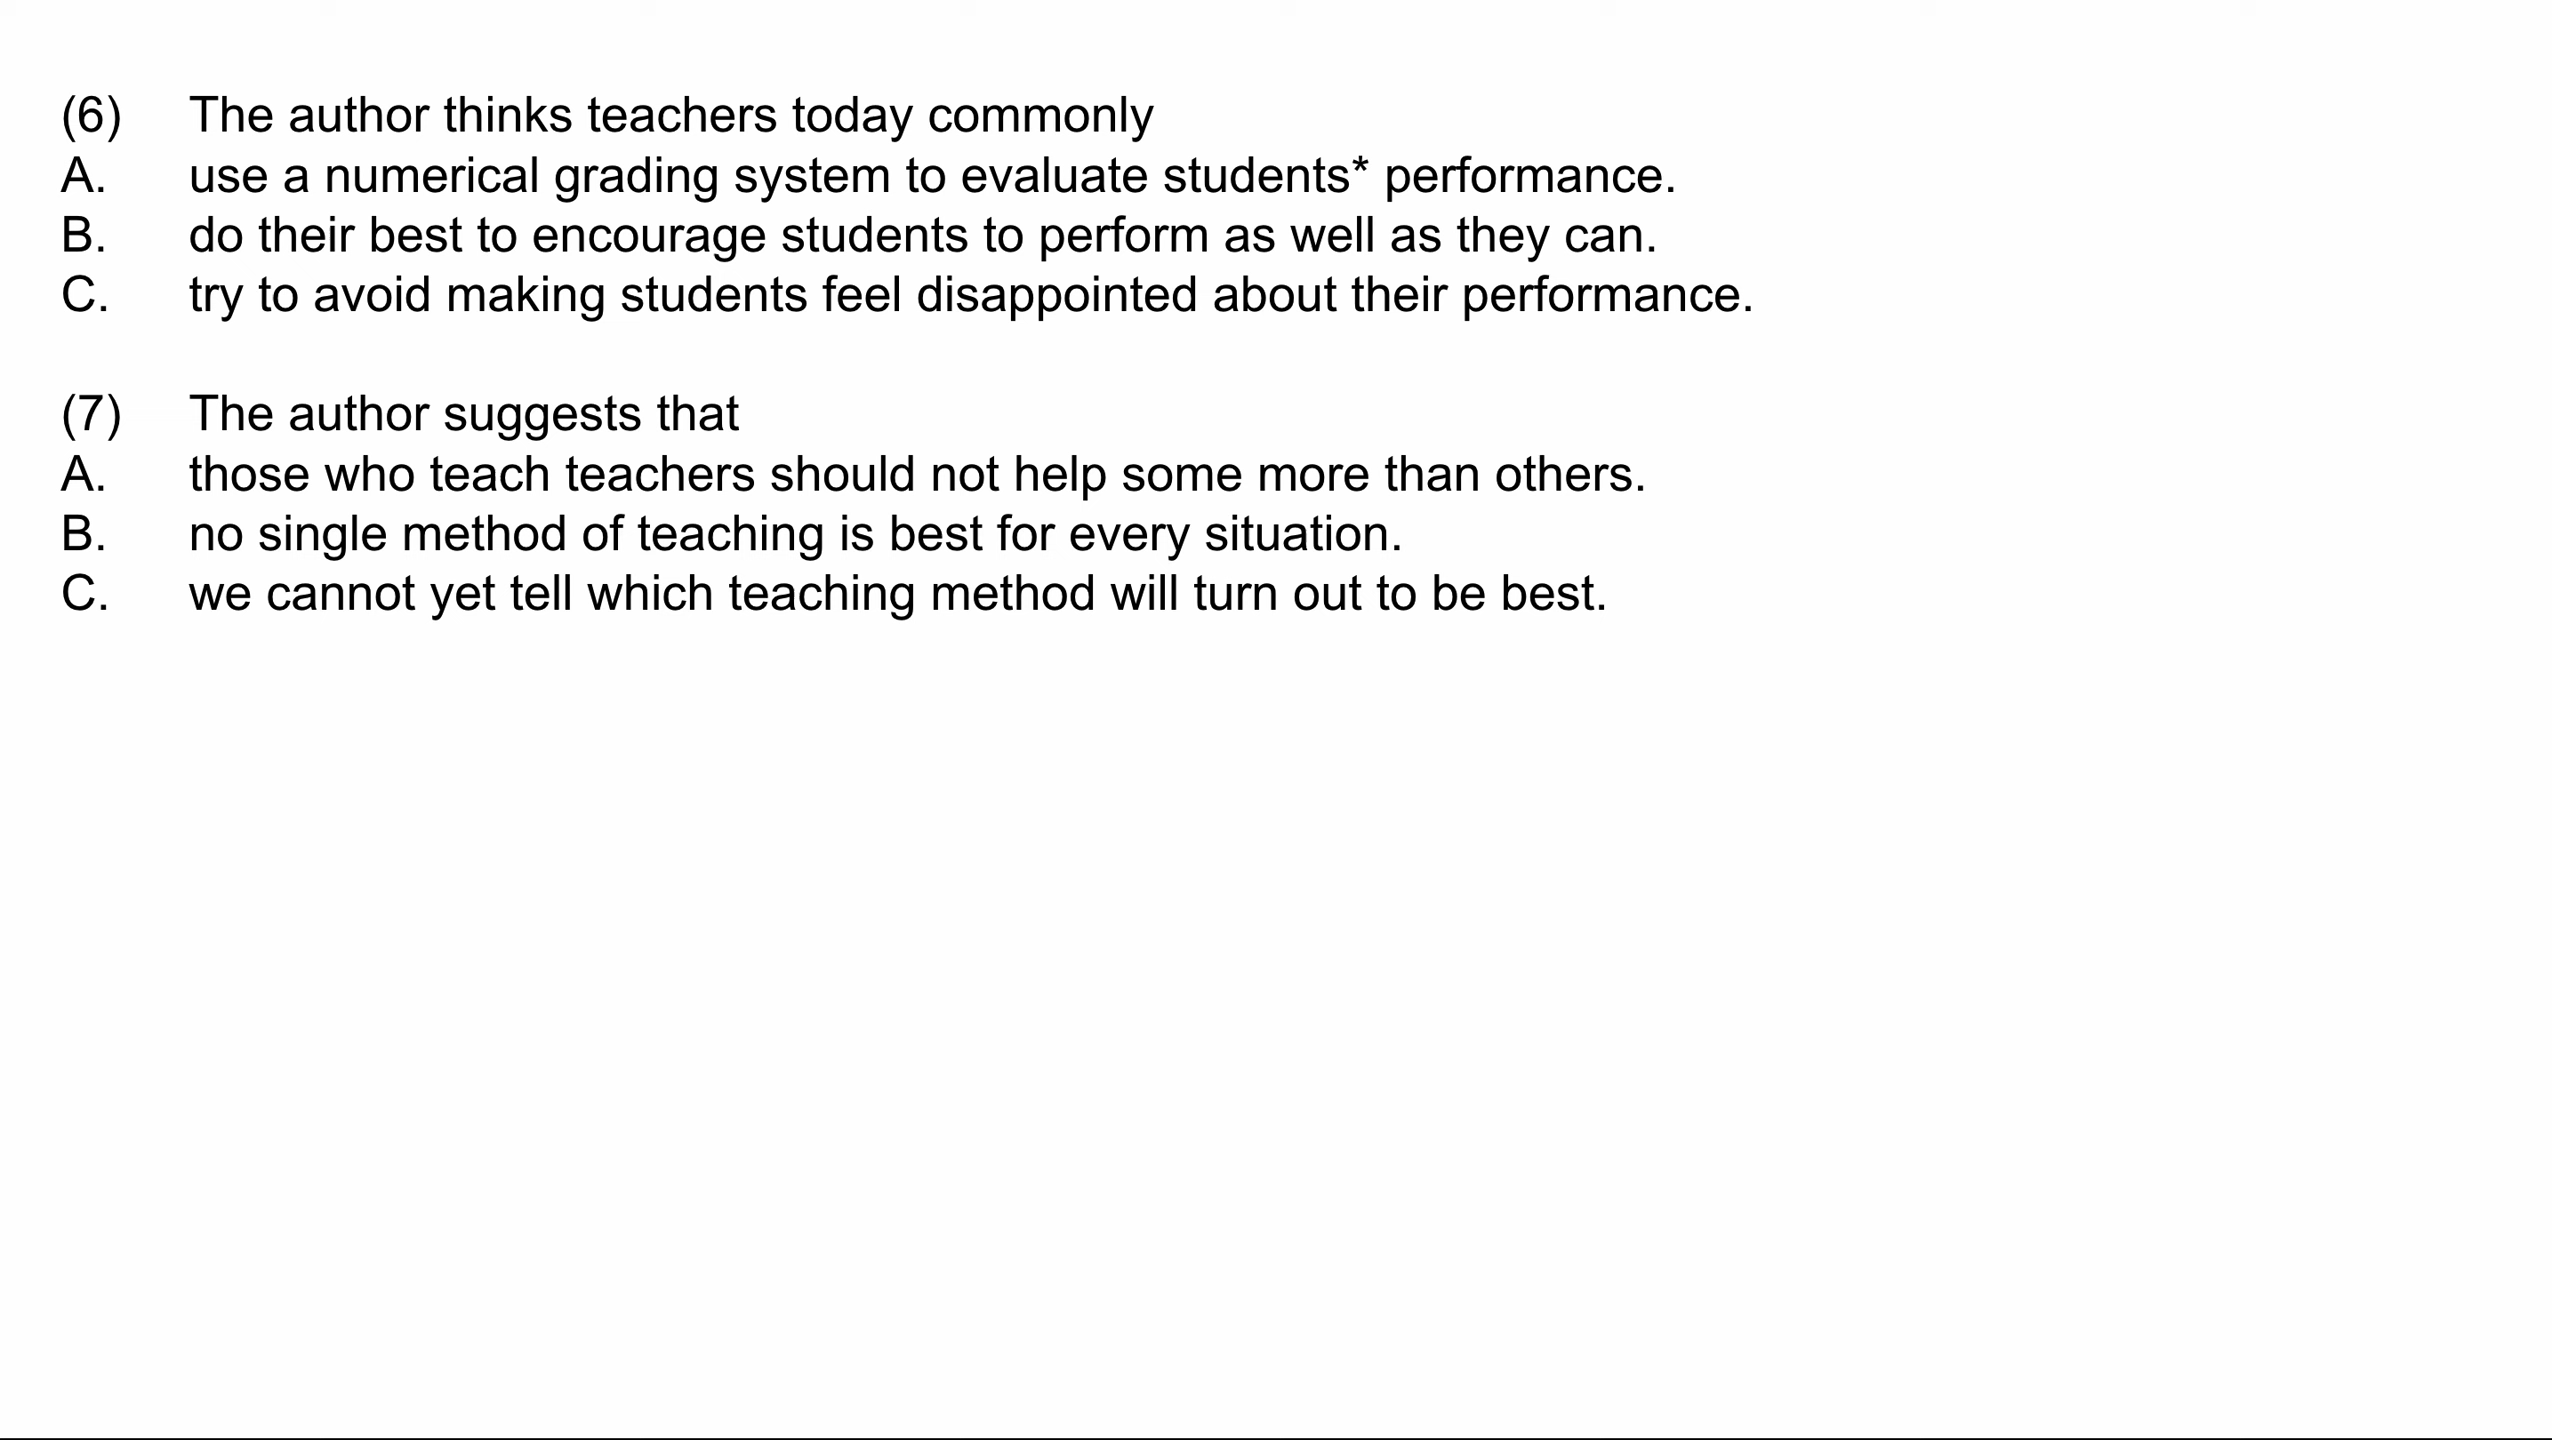 (6) The author thinks teachers today commonly
A. use a numerical grading system to evaluate students* performance.
B. do their best to encourage students to perform as well as they can.
C. try to avoid making students feel disappointed about their performance.
(7) The author suggests that
A. those who teach teachers should not help some more than others.
B. no single method of teaching is best for every situation.
C. we cannot yet tell which teaching method will turn out to be best.